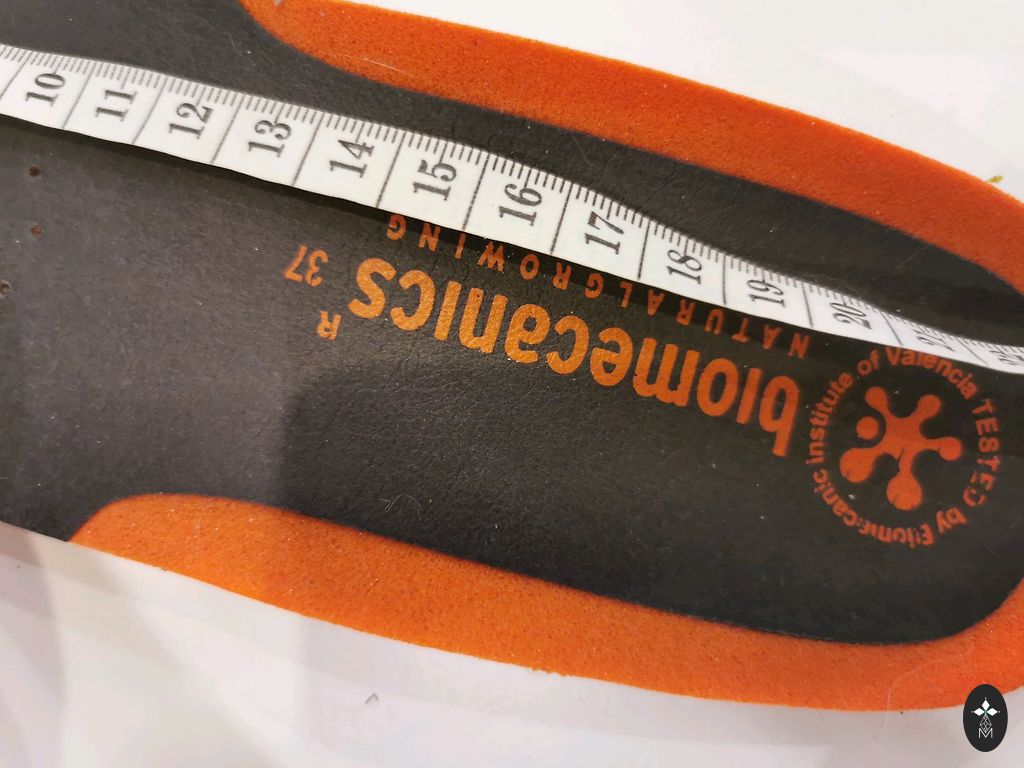 10 11 12 13 14 15 16 17 18 19 20
biomecanics
NATURALGROWING
37
R
TESTED by Biomecanic institute of Valencia
M